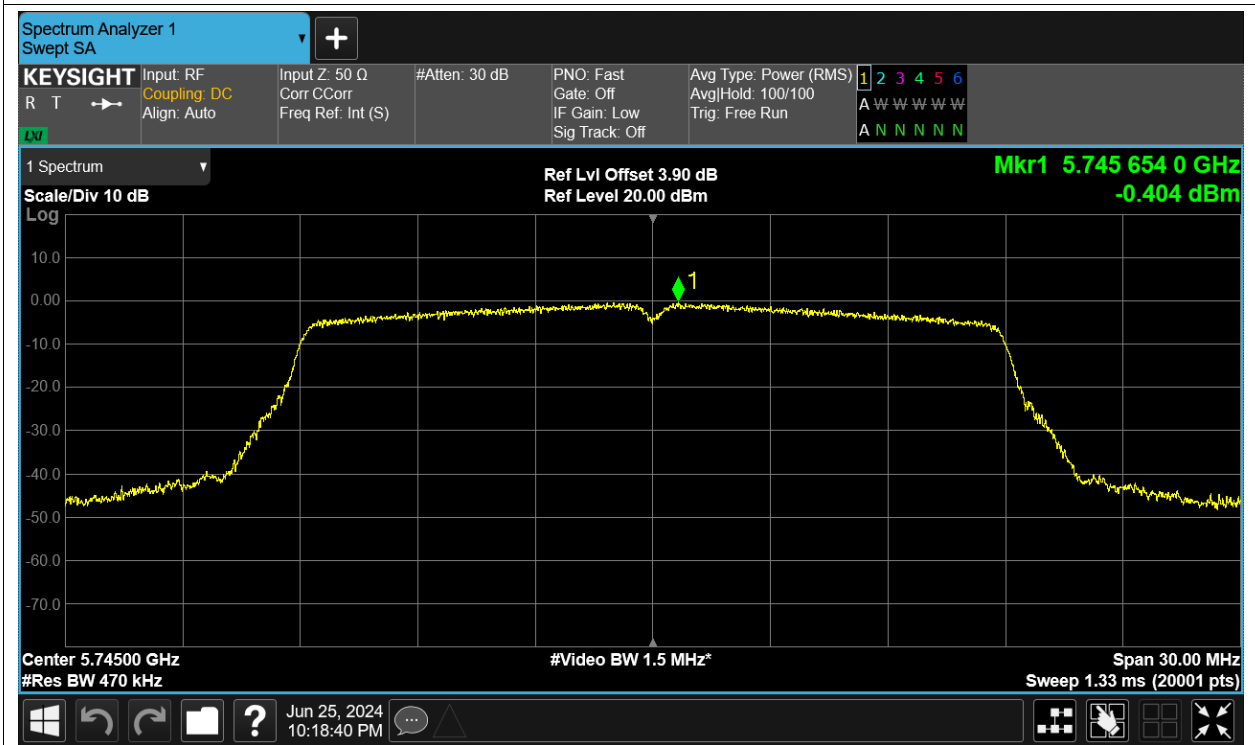 Spectrum Analyzer 1
Swept SA
KEYSIGHT
R T
LXI
Input: RF
Coupling: DC
Align: Auto
Input Z: 50 Ω
Corr CCorr
Freq Ref: Int (S)
#Atten: 30 dB
PNO: Fast
Gate: Off
IF Gain: Low
Sig Track: Off
Avg Type: Power (RMS)
Avg|Hold: 100/100
Trig: Free Run
1 2 3 4 5 6
A W W W W W
A N N N N N
1 Spectrum
Scale/Div 10 dB
Log
Ref Lvl Offset 3.90 dB
Ref Level 20.00 dBm
Mkr1 5.745 654 0 GHz
-0.404 dBm
1
10.0
0.00
-10.0
-20.0
-30.0
-40.0
-50.0
-60.0
-70.0
Center 5.74500 GHz
#Res BW 470 kHz
#Video BW 1.5 MHz*
Span 30.00 MHz
Sweep 1.33 ms (20001 pts)
?
Jun 25, 2024
10:18:40 PM